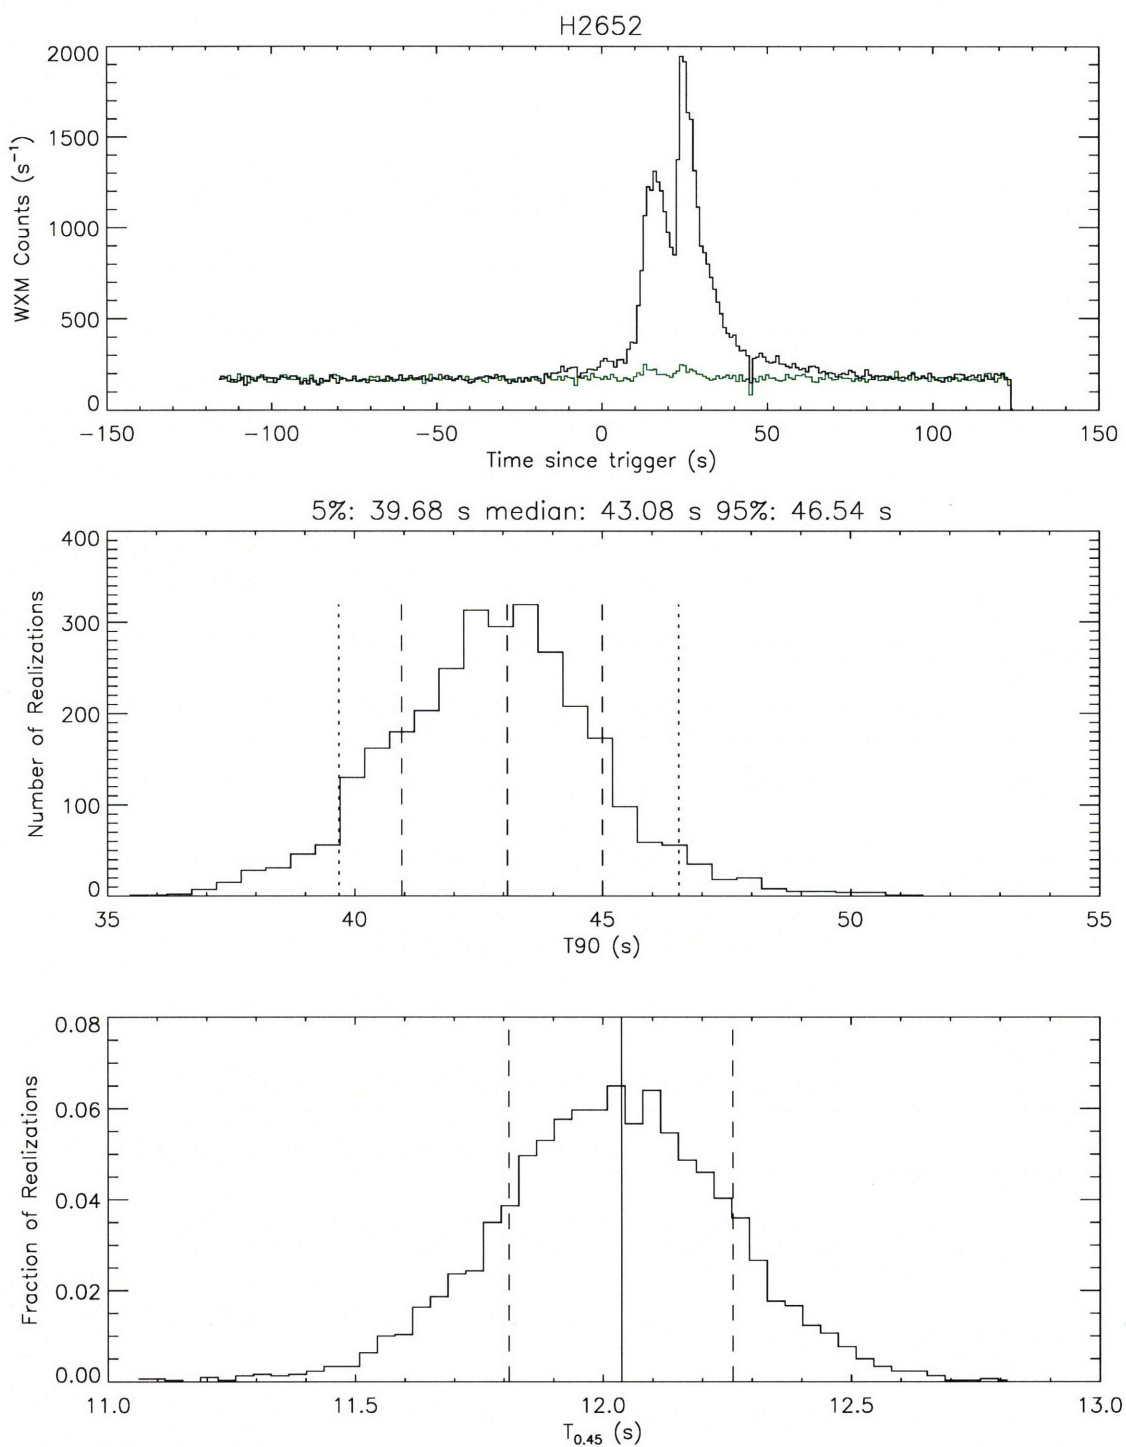 H2652
WXM Counts (s⁻¹)
2000
1500
1000
500
0
−150 −100 −50 0 50 100 150
Time since trigger (s)
5%: 39.68 s median: 43.08 s 95%: 46.54 s
Number of Realizations
400
300
200
100
0
35 40 45 50 55
T90 (s)
Fraction of Realizations
0.08
0.06
0.04
0.02
0.00
11.0 11.5 12.0 12.5 13.0
T₀.₄₅ (s)